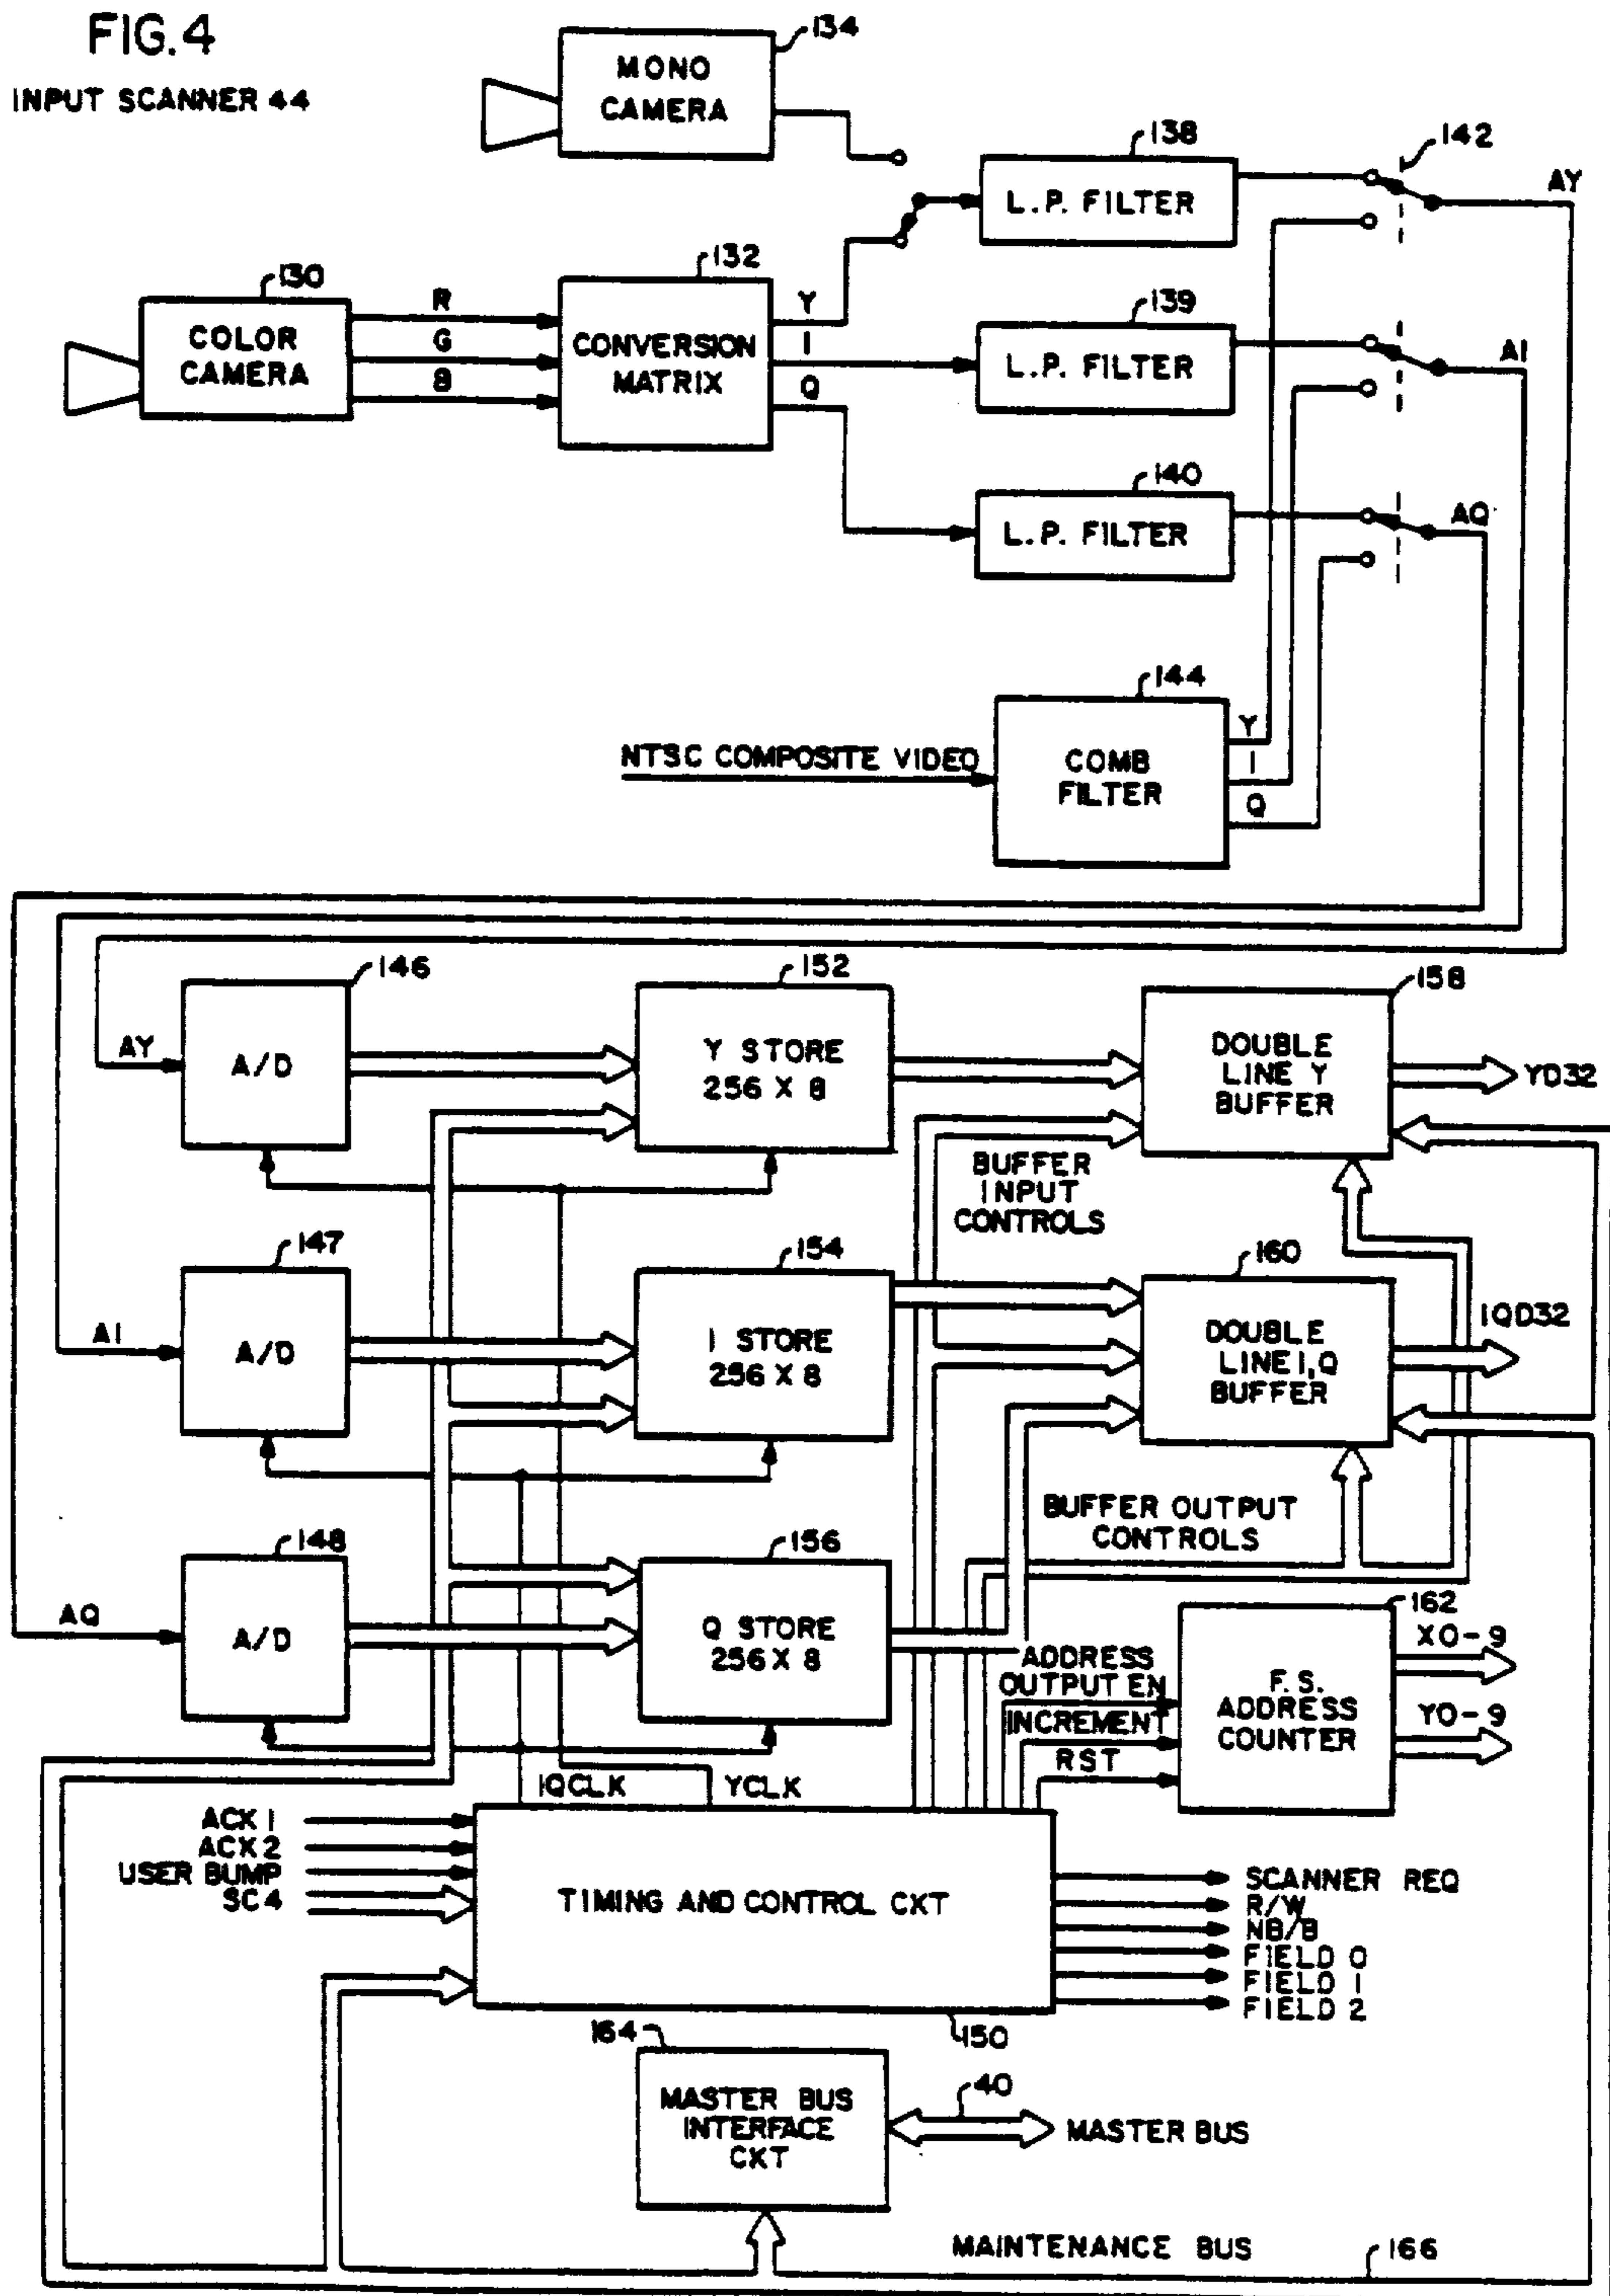 FIG.4
INPUT SCANNER 44
134
MONO
CAMERA
138
L.P. FILTER
142
AY
130
COLOR
CAMERA
R
G
B
132
CONVERSION
MATRIX
Y
I
Q
139
L.P. FILTER
AI
140
L.P. FILTER
AQ
144
NTSC COMPOSITE VIDEO
COMB
FILTER
Y
I
Q
146
AY
A/D
152
Y STORE
256 X 8
158
DOUBLE
LINE Y
BUFFER
YD32
BUFFER
INPUT
CONTROLS
147
AI
A/D
154
I STORE
256 X 8
160
DOUBLE
LINE I,Q
BUFFER
IQD32
BUFFER OUTPUT
CONTROLS
148
AQ
A/D
156
Q STORE
256 X 8
162
ADDRESS
OUTPUT EN
INCREMENT
RST
F.S.
ADDRESS
COUNTER
X0-9
Y0-9
IQCLK
YCLK
ACK 1
ACK 2
USER BUMP
SC4
TIMING AND CONTROL CKT
SCANNER REQ
R/W
NB/B
FIELD 0
FIELD 1
FIELD 2
150
164
MASTER BUS
INTERFACE
CKT
40
MASTER BUS
MAINTENANCE BUS
166